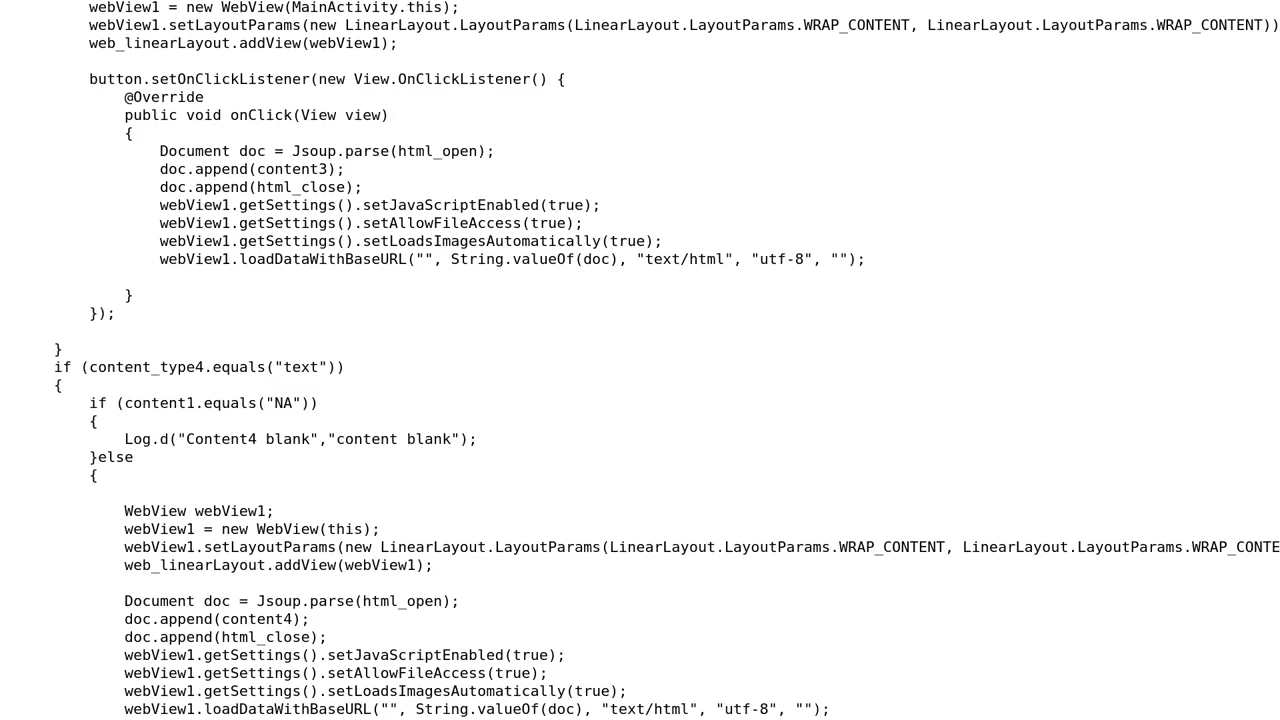 webView1 = new WebView(MainActivity.this);
webView1.setLayoutParams(new LinearLayout.LayoutParams(LinearLayout.LayoutParams.WRAP_CONTENT, LinearLayout.LayoutParams.WRAP_CONTENT))
web_linearLayout.addView(webView1);
button.setOnClickListener(new View.OnClickListener() {
@Override
public void onClick(View view)
{
Document doc = Jsoup.parse(html_open);
doc.append(content3);
doc.append(html_close);
webView1.getSettings().setJavaScriptEnabled(true);
webView1.getSettings().setAllowFileAccess(true);
webView1.getSettings().setLoadsImagesAutomatically(true);
webView1.loadDataWithBaseURL("", String.valueOf(doc), "text/html", "utf-8", "");
}
});
}
if (content_type4.equals("text"))
{
if (content1.equals("NA"))
{
Log.d("Content4 blank","content blank");
}else
{
WebView webView1;
webView1 = new WebView(this);
webView1.setLayoutParams(new LinearLayout.LayoutParams(LinearLayout.LayoutParams.WRAP_CONTENT, LinearLayout.LayoutParams.WRAP_CONTE
web_linearLayout.addView(webView1);
Document doc = Jsoup.parse(html_open);
doc.append(content4);
doc.append(html_close);
webView1.getSettings().setJavaScriptEnabled(true);
webView1.getSettings().setAllowFileAccess(true);
webView1.getSettings().setLoadsImagesAutomatically(true);
webView1.loadDataWithBaseURL("", String.valueOf(doc), "text/html", "utf-8", "");